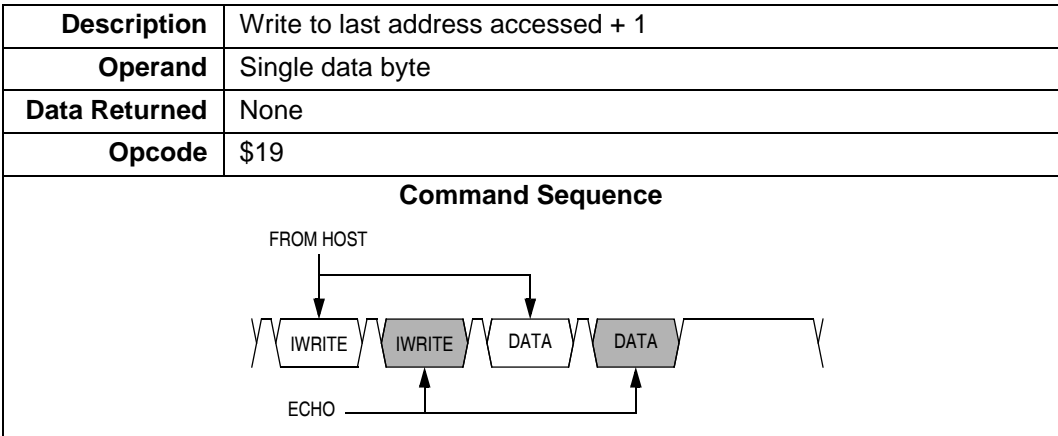 Description Write to last address accessed + 1
Operand Single data byte
Data Returned None
Opcode $19
Command Sequence
FROM HOST
IWRITE IWRITE DATA DATA
ECHO